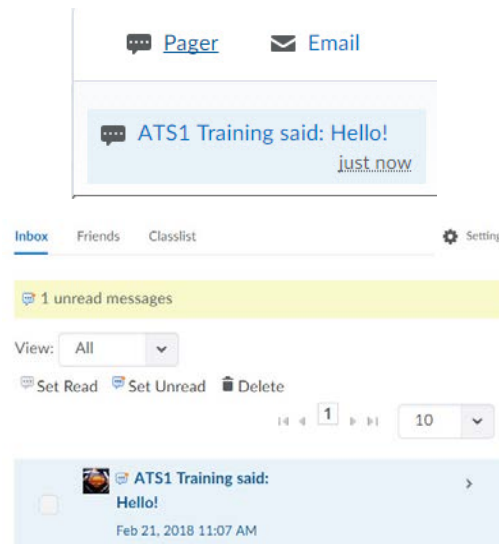 Pager Email
ATS1 Training said: Hello!
just now
Inbox Friends Classlist Setting
1 unread messages
View: All
Set Read Set Unread Delete
1 10
ATS1 Training said:
Hello!
Feb 21, 2018 11:07 AM